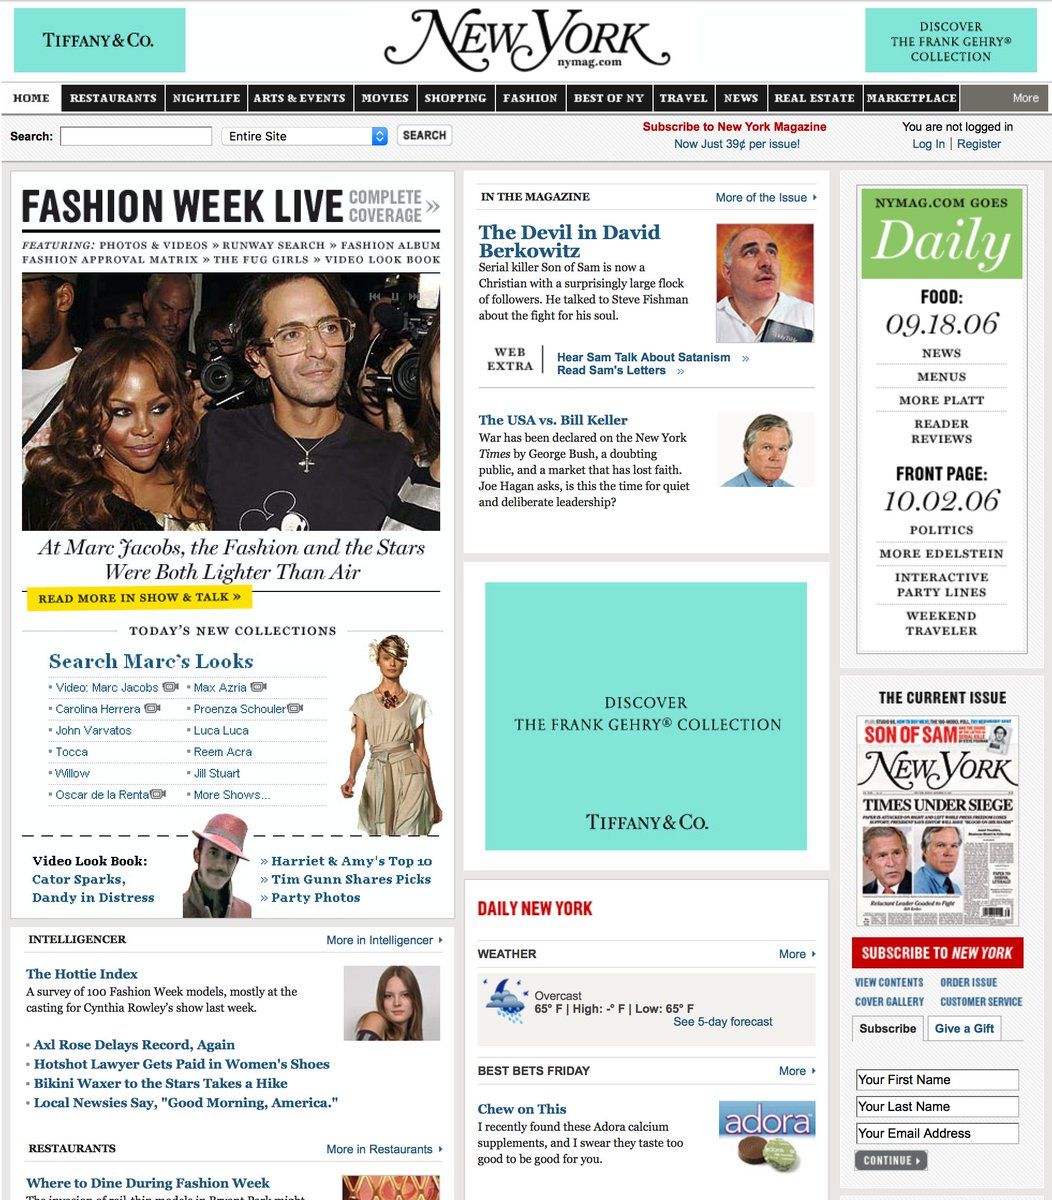 TIFFANY & CO.
NEW YORK
nymag.com
DISCOVER
THE FRANK GEHRY®
COLLECTION
HOME
RESTAURANTS
NIGHTLIFE
ARTS & EVENTS
MOVIES
SHOPPING
FASHION
BEST OF NY
TRAVEL
NEWS
REAL ESTATE
MARKETPLACE
More
Search:
Entire Site
SEARCH
Subscribe to New York Magazine
Now Just 39¢ per issue!
You are not logged in
Log In | Register
FASHION WEEK LIVE COMPLETE
COVERAGE »
FEATURING: PHOTOS & VIDEOS » RUNWAY SEARCH » FASHION ALBUM
FASHION APPROVAL MATRIX » THE FUG GIRLS » VIDEO LOOK BOOK
At Marc Jacobs, the Fashion and the Stars
Were Both Lighter Than Air
READ MORE IN SHOW & TALK »
TODAY'S NEW COLLECTIONS
Search Marc's Looks
Video: Marc Jacobs
Carolina Herrera
John Varvatos
Tocca
Willow
Oscar de la Renta
Max Azria
Proenza Schouler
Luca Luca
Reem Acra
Jill Stuart
More Shows...
Video Look Book:
Cator Sparks,
Dandy in Distress
» Harriet & Amy's Top 10
» Tim Gunn Shares Picks
» Party Photos
INTELLIGENCER
More in Intelligencer
The Hottie Index
A survey of 100 Fashion Week models, mostly at the
casting for Cynthia Rowley's show last week.
Axl Rose Delays Record, Again
Hotshot Lawyer Gets Paid in Women's Shoes
Bikini Waxer to the Stars Takes a Hike
Local Newsies Say, "Good Morning, America."
RESTAURANTS
More in Restaurants
Where to Dine During Fashion Week
The invasion of rail-thin models in Bryant Park might
IN THE MAGAZINE
More of the Issue
The Devil in David
Berkowitz
Serial killer Son of Sam is now a
Christian with a surprisingly large flock
of followers. He talked to Steve Fishman
about the fight for his soul.
WEB
EXTRA
Hear Sam Talk About Satanism »
Read Sam's Letters »
The USA vs. Bill Keller
War has been declared on the New York
Times by George Bush, a doubting
public, and a market that has lost faith.
Joe Hagan asks, is this the time for quiet
and deliberate leadership?
DISCOVER
THE FRANK GEHRY® COLLECTION
TIFFANY & CO.
DAILY NEW YORK
WEATHER
More
Overcast
65° F | High: -° F | Low: 65° F
See 5-day forecast
BEST BETS FRIDAY
More
Chew on This
I recently found these Adora calcium
supplements, and I swear they taste too
good to be good for you.
adora
NYMAG.COM GOES
Daily
FOOD:
09.18.06
NEWS
MENUS
MORE PLATT
READER
REVIEWS
FRONT PAGE:
10.02.06
POLITICS
MORE EDELSTEIN
INTERACTIVE
PARTY LINES
WEEKEND
TRAVELER
THE CURRENT ISSUE
SON OF SAM
NEW YORK
TIMES UNDER SIEGE
Reluctant Leader Goaded to Fight
SUBSCRIBE TO NEW YORK
VIEW CONTENTS
ORDER ISSUE
COVER GALLERY
CUSTOMER SERVICE
Subscribe
Give a Gift
Your First Name
Your Last Name
Your Email Address
CONTINUE